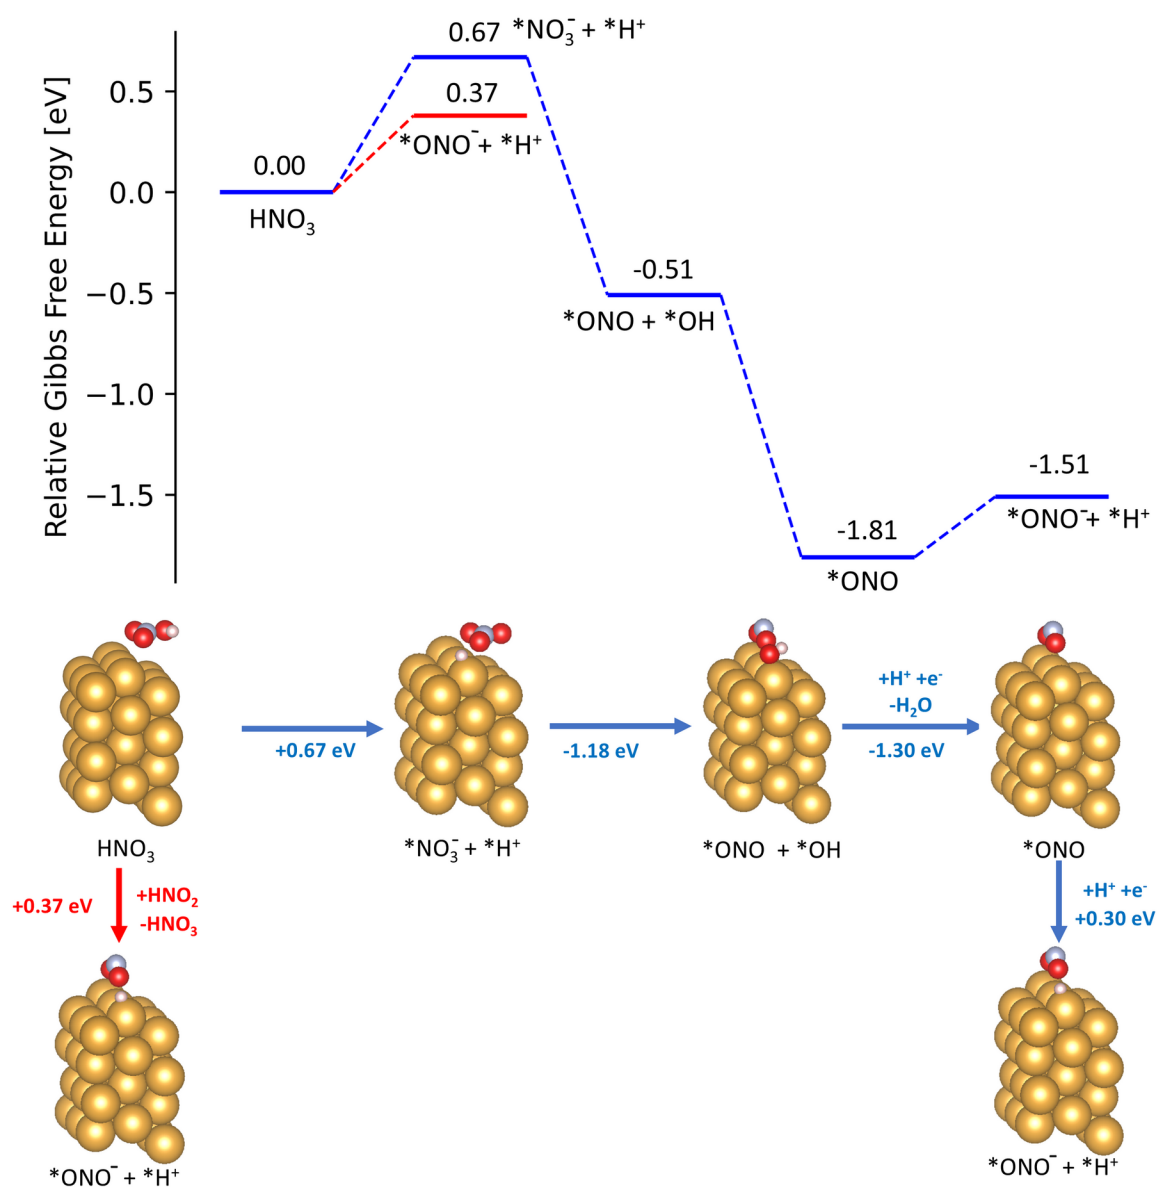 0.67 *NO₃⁻ + *H⁺
0.5
0.37
*ONO⁻ + *H⁺
0.00
0.0
HNO₃
Relative Gibbs Free Energy [eV]
-0.51
−0.5
*ONO + *OH
−1.0
-1.51
−1.5
*ONO⁻ + *H⁺
-1.81
*ONO
+H⁺ +e⁻
-H₂O
+0.67 eV
-1.18 eV
-1.30 eV
HNO₃
*NO₃⁻ + *H⁺
*ONO + *OH
*ONO
+0.37 eV
+HNO₂
-HNO₃
+H⁺ +e⁻
+0.30 eV
*ONO⁻ + *H⁺
*ONO⁻ + *H⁺